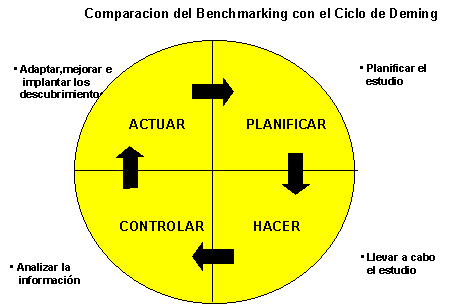 Comparacion del Benchmarking con el Ciclo de Deming
• Adaptar,mejorar e
implantar los
descubrimientos
• Planificar el
estudio
ACTUAR
PLANIFICAR
CONTROLAR
HACER
• Analizar la
información
• Llevar a cabo
el estudio